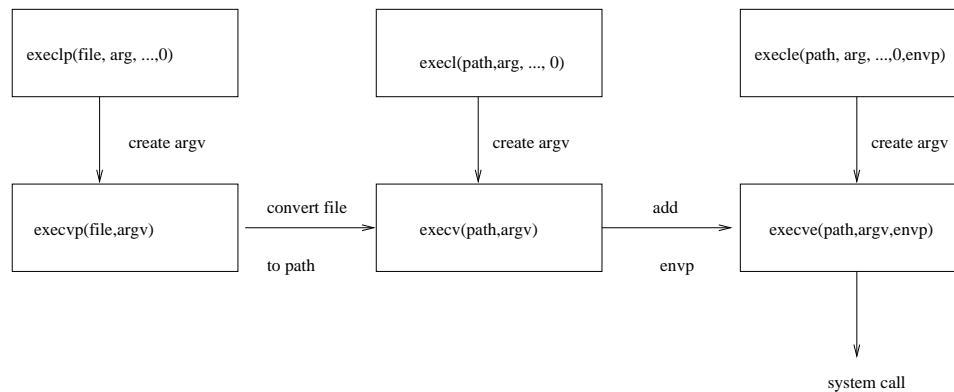 execlp(file, arg, ...,0)
execl(path,arg, ..., 0)
execle(path, arg, ...,0,envp)
create argv
create argv
create argv
execvp(file,argv)
convert file
to path
execv(path,argv)
add
envp
execve(path,argv,envp)
system call